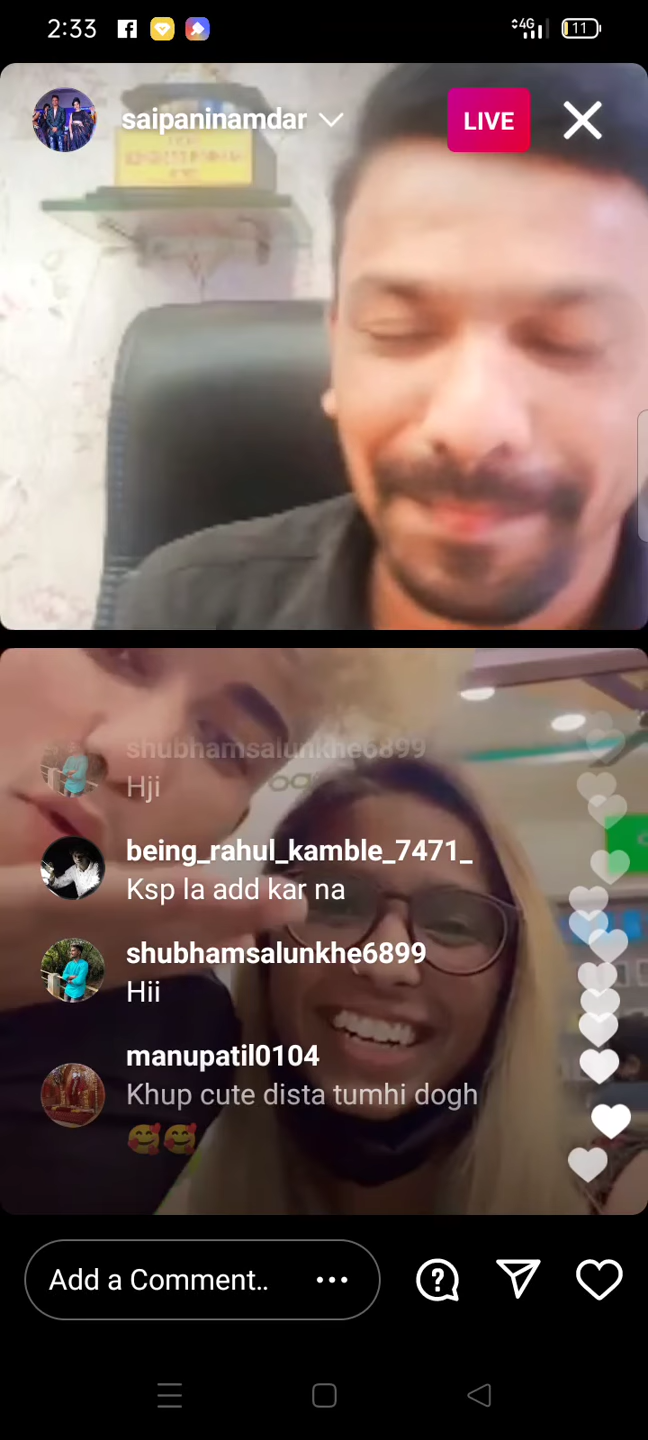 2:33
4G
11
saipaninamdar
LIVE
shubhamsalunkhe6899
Hji
being_rahul_kamble_7471_
Ksp la add kar na
shubhamsalunkhe6899
Hii
manupatil0104
Khup cute dista tumhi dogh
🥰🥰
Add a Comment..